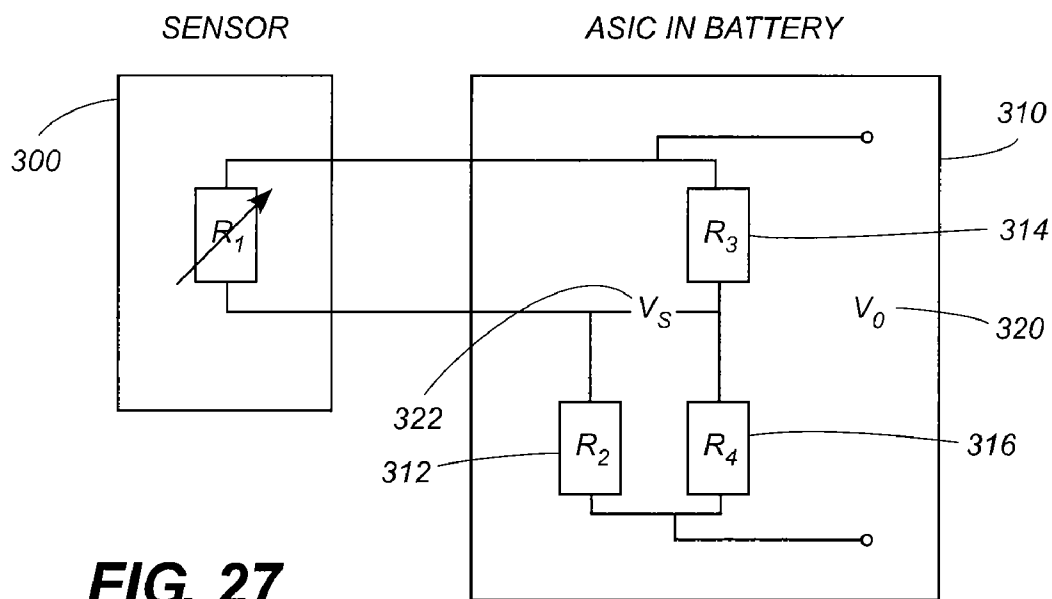 SENSOR
ASIC IN BATTERY
310
300
R1
R3
314
VS
V0
320
322
R2
R4
316
312
FIG. 27